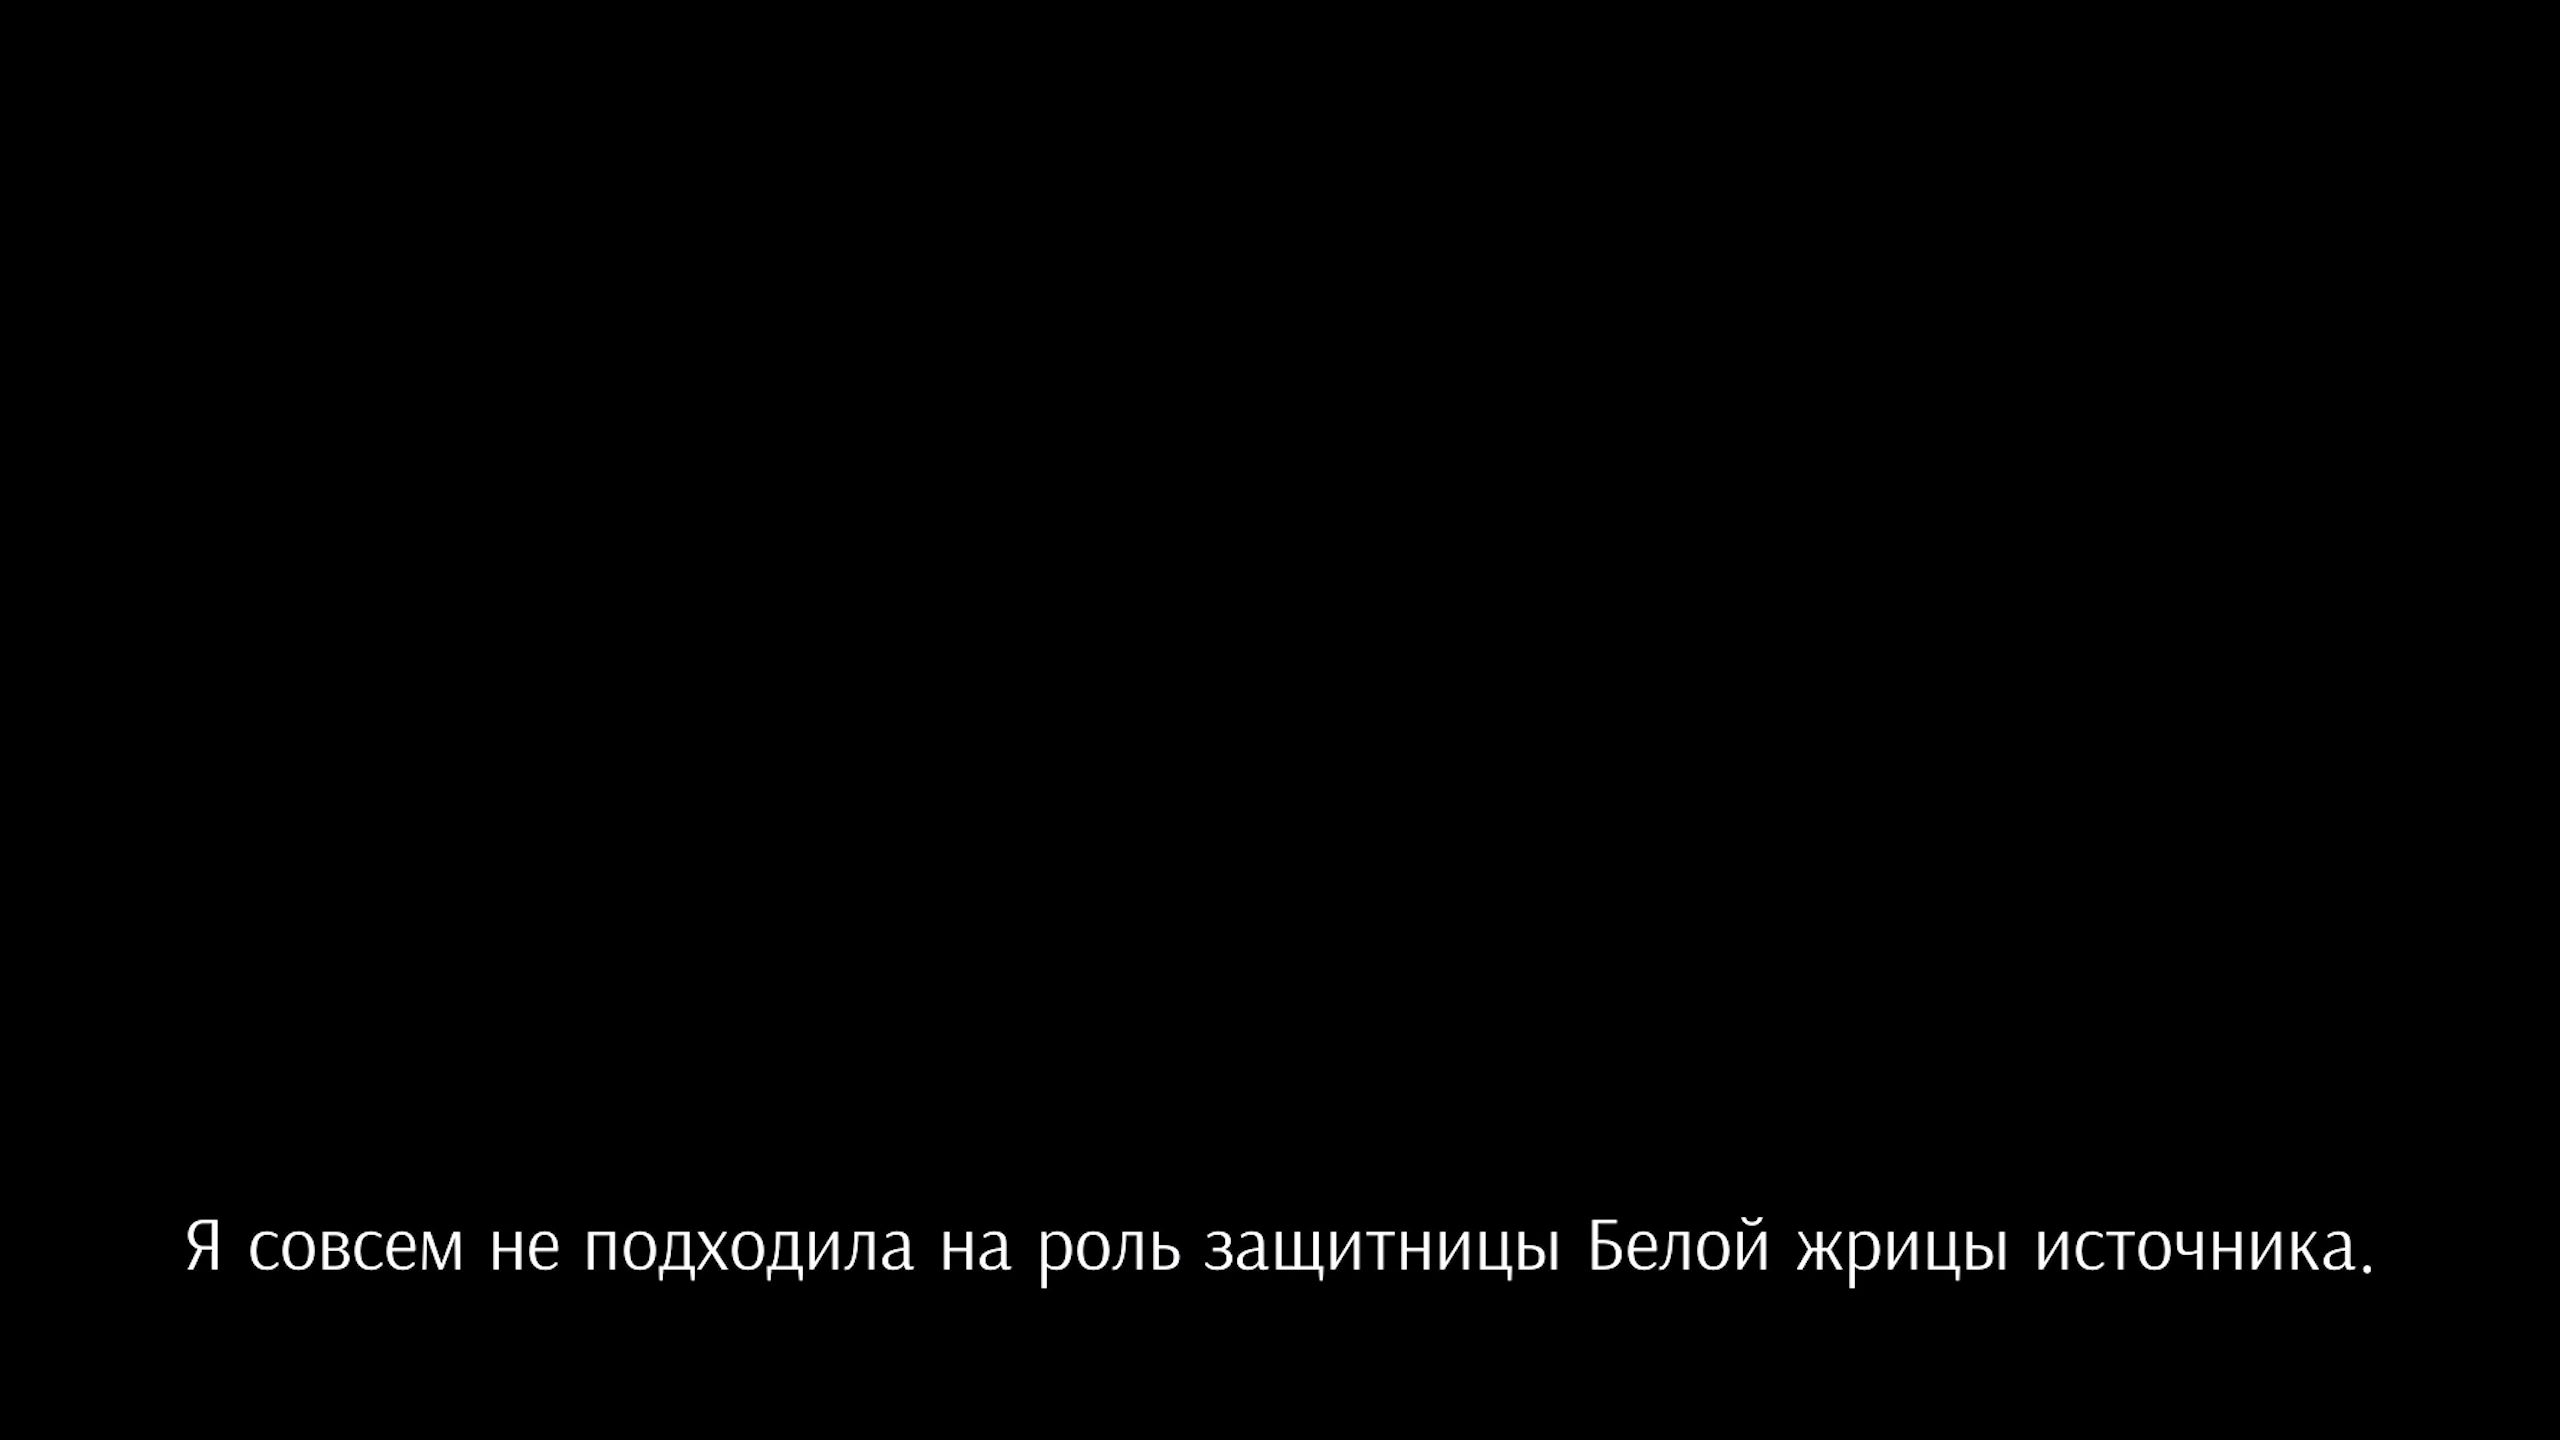 Я совсем не подходила на роль защитницы Белой жрицы источника.